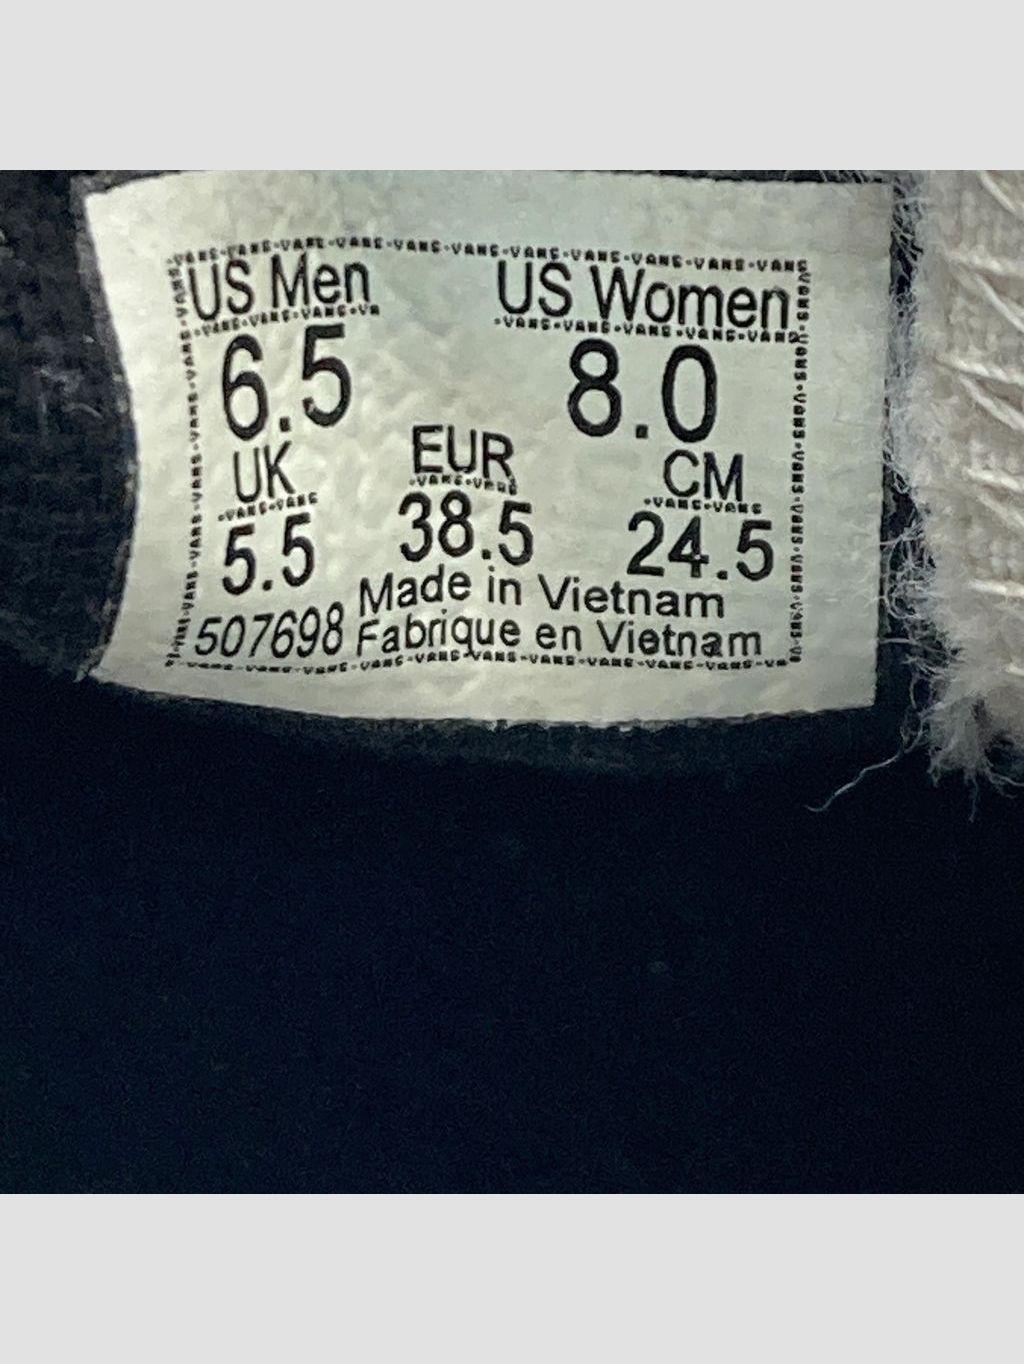 US Men US Women
6.5 8.0
UK EUR CM
5.5 38.5 24.5
Made in Vietnam
507698 Fabrique en Vietnam